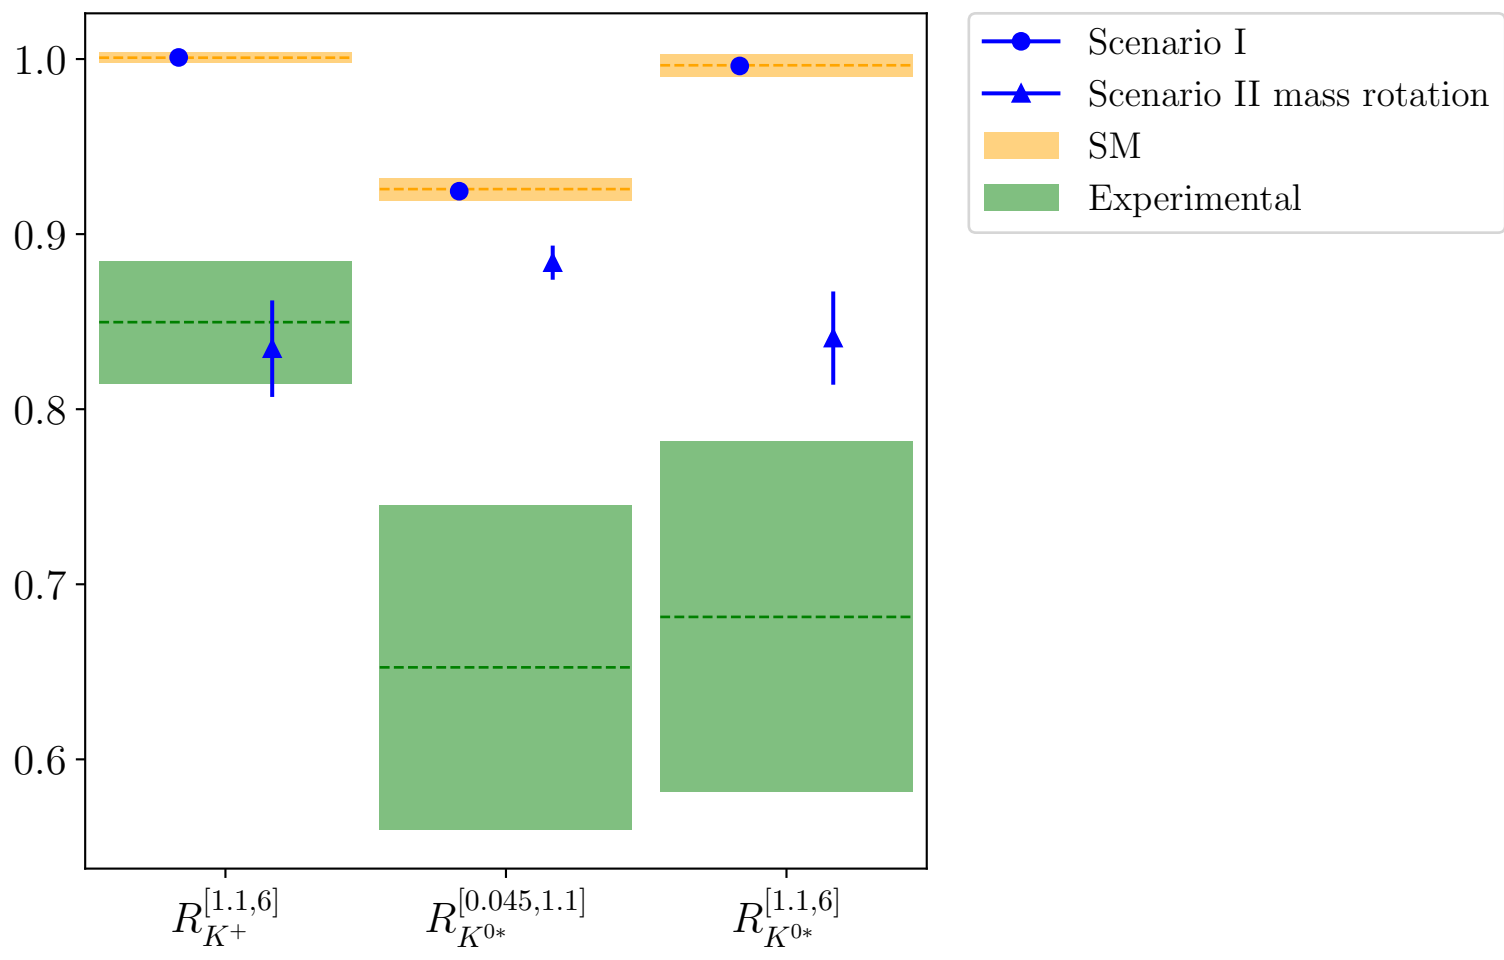 1.0
0.9
0.8
0.7
0.6
R_{K^+}^{[1.1,6]}
R_{K^{0*}}^{[0.045,1.1]}
R_{K^{0*}}^{[1.1,6]}
Scenario I
Scenario II mass rotation
SM
Experimental